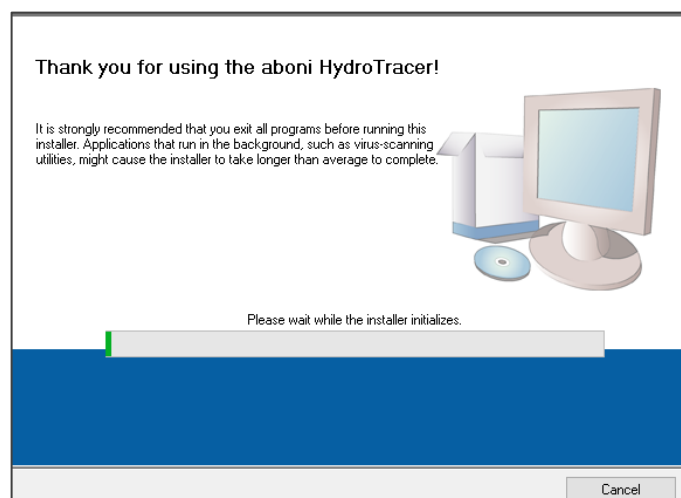 Thank you for using the aboni HydroTracer!
It is strongly recommended that you exit all programs before running this
installer. Applications that run in the background, such as virus-scanning
utilities, might cause the installer to take longer than average to complete.
Please wait while the installer initializes.
Cancel